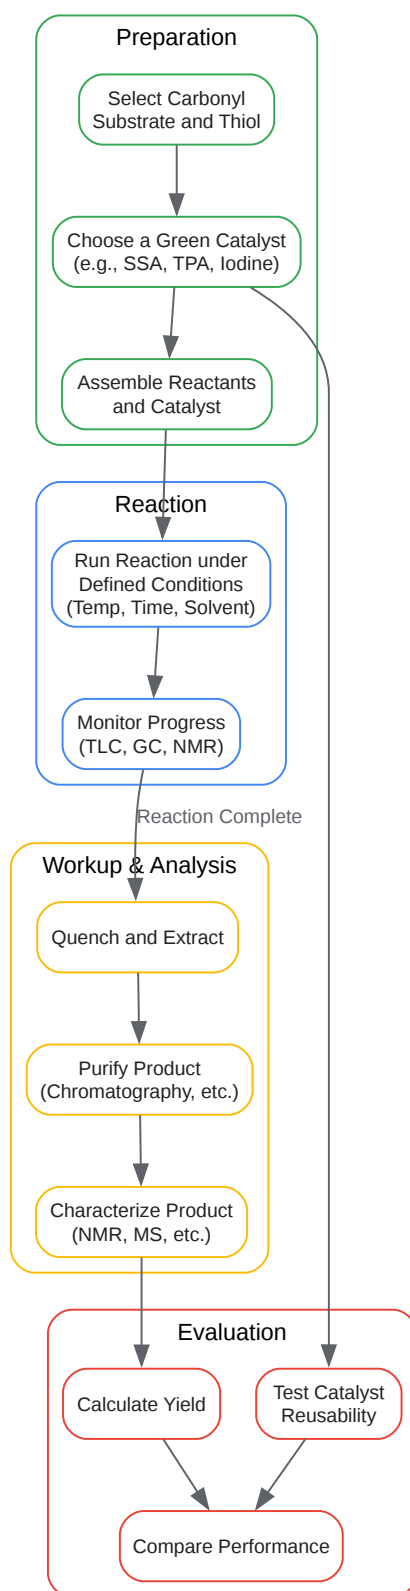 Preparation
Select Carbonyl
Substrate and Thiol
Choose a Green Catalyst
(e.g., SSA, TPA, Iodine)
Assemble Reactants
and Catalyst
Reaction
Run Reaction under
Defined Conditions
(Temp, Time, Solvent)
Monitor Progress
(TLC, GC, NMR)
Reaction Complete
Workup & Analysis
Quench and Extract
Purify Product
(Chromatography, etc.)
Characterize Product
(NMR, MS, etc.)
Evaluation
Calculate Yield
Test Catalyst
Reusability
Compare Performance